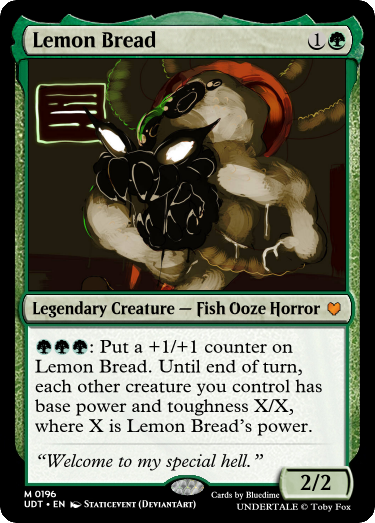 Lemon Bread 1
Legendary Creature — Fish Ooze Horror
: Put a +1/+1 counter on
Lemon Bread. Until end of turn,
each other creature you control has
base power and toughness X/X,
where X is Lemon Bread's power.
"Welcome to my special hell."
2/2
M 0196
UDT • EN STATICEVENT (DEVIANTART)
Cards by Bluedime
UNDERTALE © Toby Fox